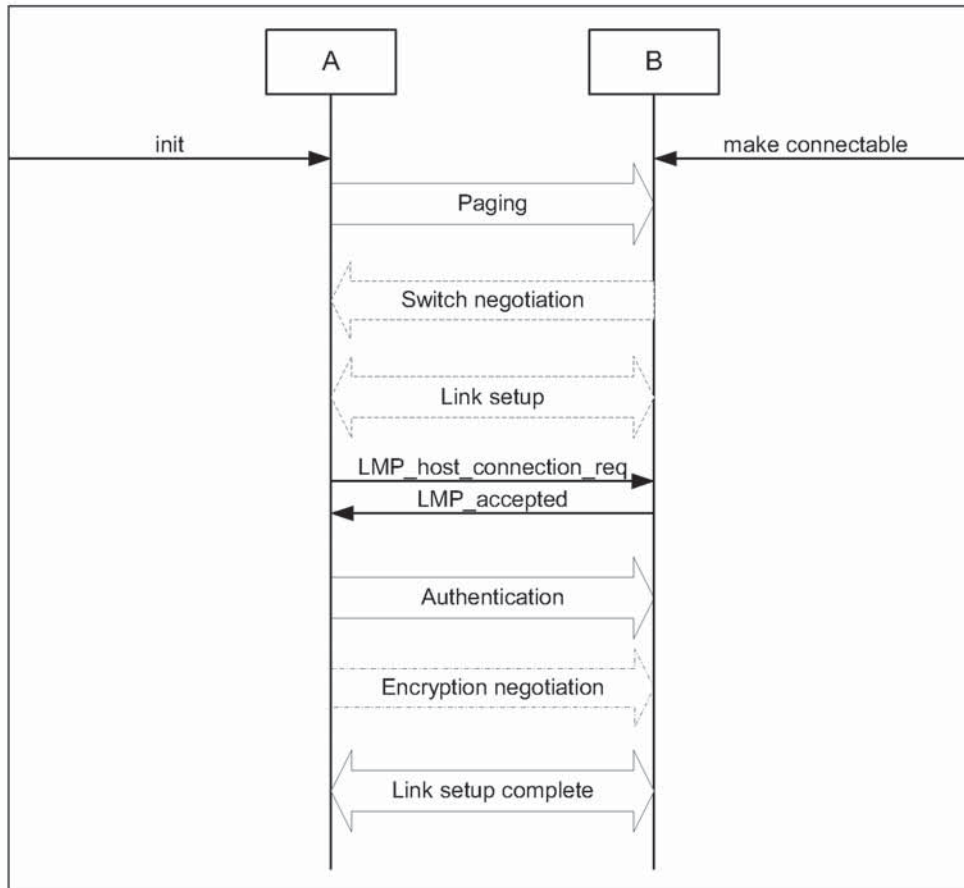 A
B
init
make connectable
Paging
Switch negotiation
Link setup
LMP_host_connection_req
LMP_accepted
Authentication
Encryption negotiation
Link setup complete